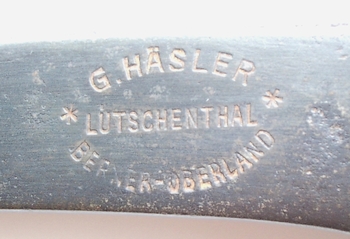 G. HÄSLER
* LÜTSCHENTHAL *
BERNER-OBERLAND